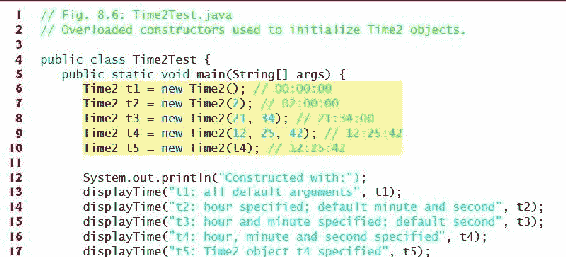 1 // Fig. 8.6: Time2Test.java
2 // Overloaded constructors used to initialize Time2 objects.
3
4 public class Time2Test {
5 public static void main(String[] args) {
6 Time2 t1 = new Time2(); // 00:00:00
7 Time2 t2 = new Time2(2); // 02:00:00
8 Time2 t3 = new Time2(21, 34); // 21:34:00
9 Time2 t4 = new Time2(12, 25, 42); // 12:25:42
10 Time2 t5 = new Time2(t4); // 12:25:42
11
12 System.out.println("Constructed with:");
13 displayTime("t1: all default arguments", t1);
14 displayTime("t2: hour specified; default minute and second", t2);
15 displayTime("t3: hour and minute specified; default second", t3);
16 displayTime("t4: hour, minute and second specified", t4);
17 displayTime("t5: Time2 object t4 specified", t5);